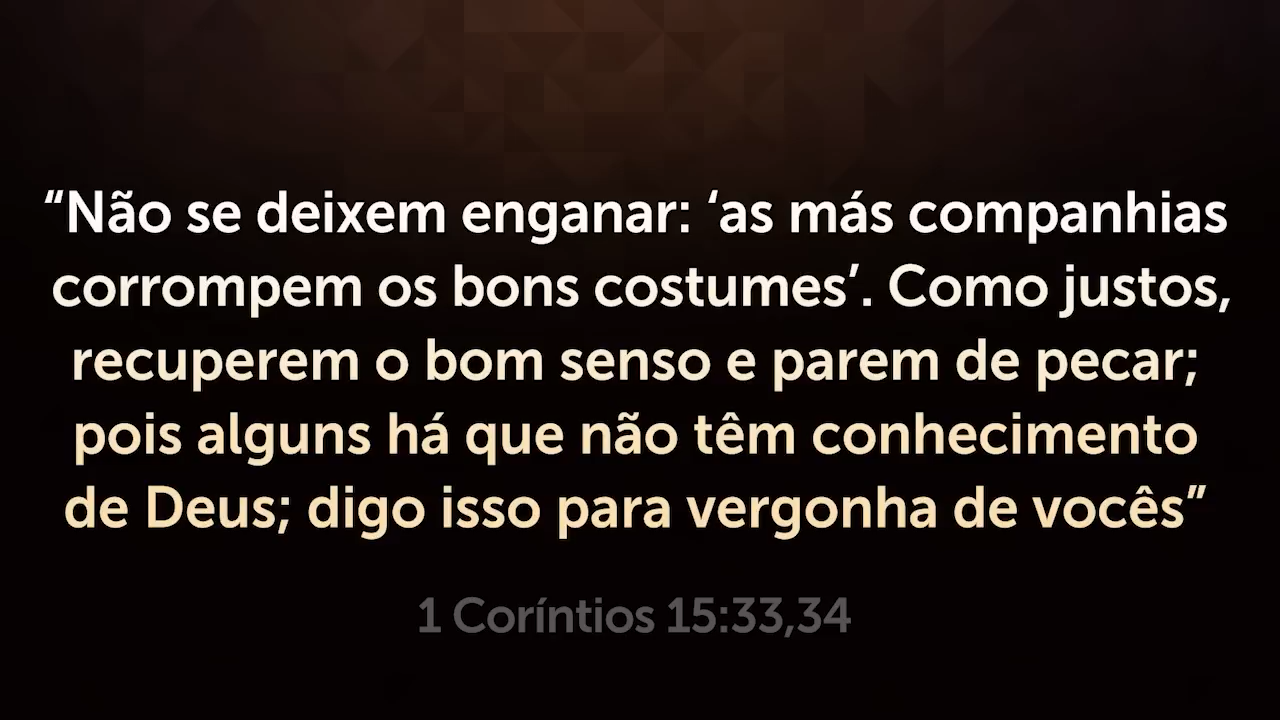 “Não se deixem enganar: ‘as más companhias
corrompem os bons costumes’. Como justos,
recuperem o bom senso e parem de pecar;
pois alguns há que não têm conhecimento
de Deus; digo isso para vergonha de vocês”
1 Coríntios 15:33,34